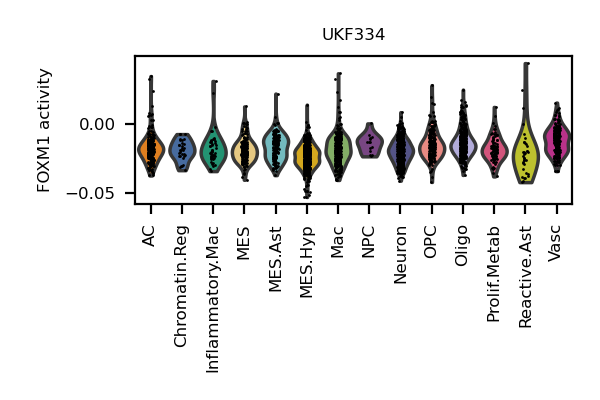 UKF334
FOXM1 activity
0.00
−0.05
AC
Chromatin.Reg
Inflammatory.Mac
MES
MES.Ast
MES.Hyp
Mac
NPC
Neuron
OPC
Oligo
Prolif.Metab
Reactive.Ast
Vasc